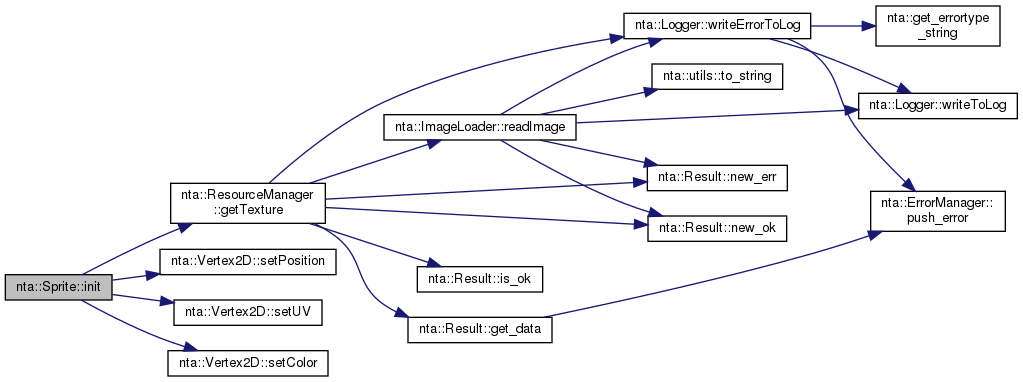 nta::Sprite::init
nta::ResourceManager
::getTexture
nta::Vertex2D::setPosition
nta::Vertex2D::setUV
nta::Vertex2D::setColor
nta::ImageLoader::readImage
nta::Result::is_ok
nta::Result::get_data
nta::Logger::writeErrorToLog
nta::utils::to_string
nta::Result::new_err
nta::Result::new_ok
nta::get_errortype
_string
nta::Logger::writeToLog
nta::ErrorManager::
push_error